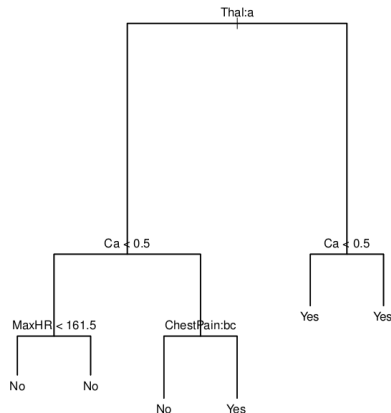 Thal:a
Ca < 0.5
Ca < 0.5
MaxHR < 161.5
ChestPain:bc
Yes
Yes
No
No
No
Yes